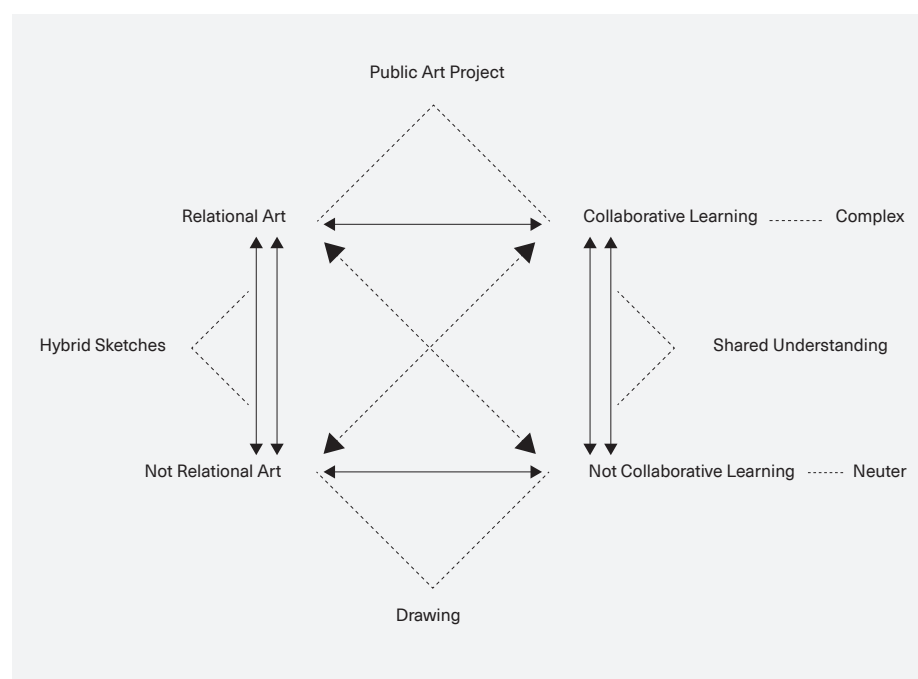 Public Art Project
Relational Art
Collaborative Learning
Complex
Hybrid Sketches
Shared Understanding
Not Relational Art
Not Collaborative Learning
Neuter
Drawing